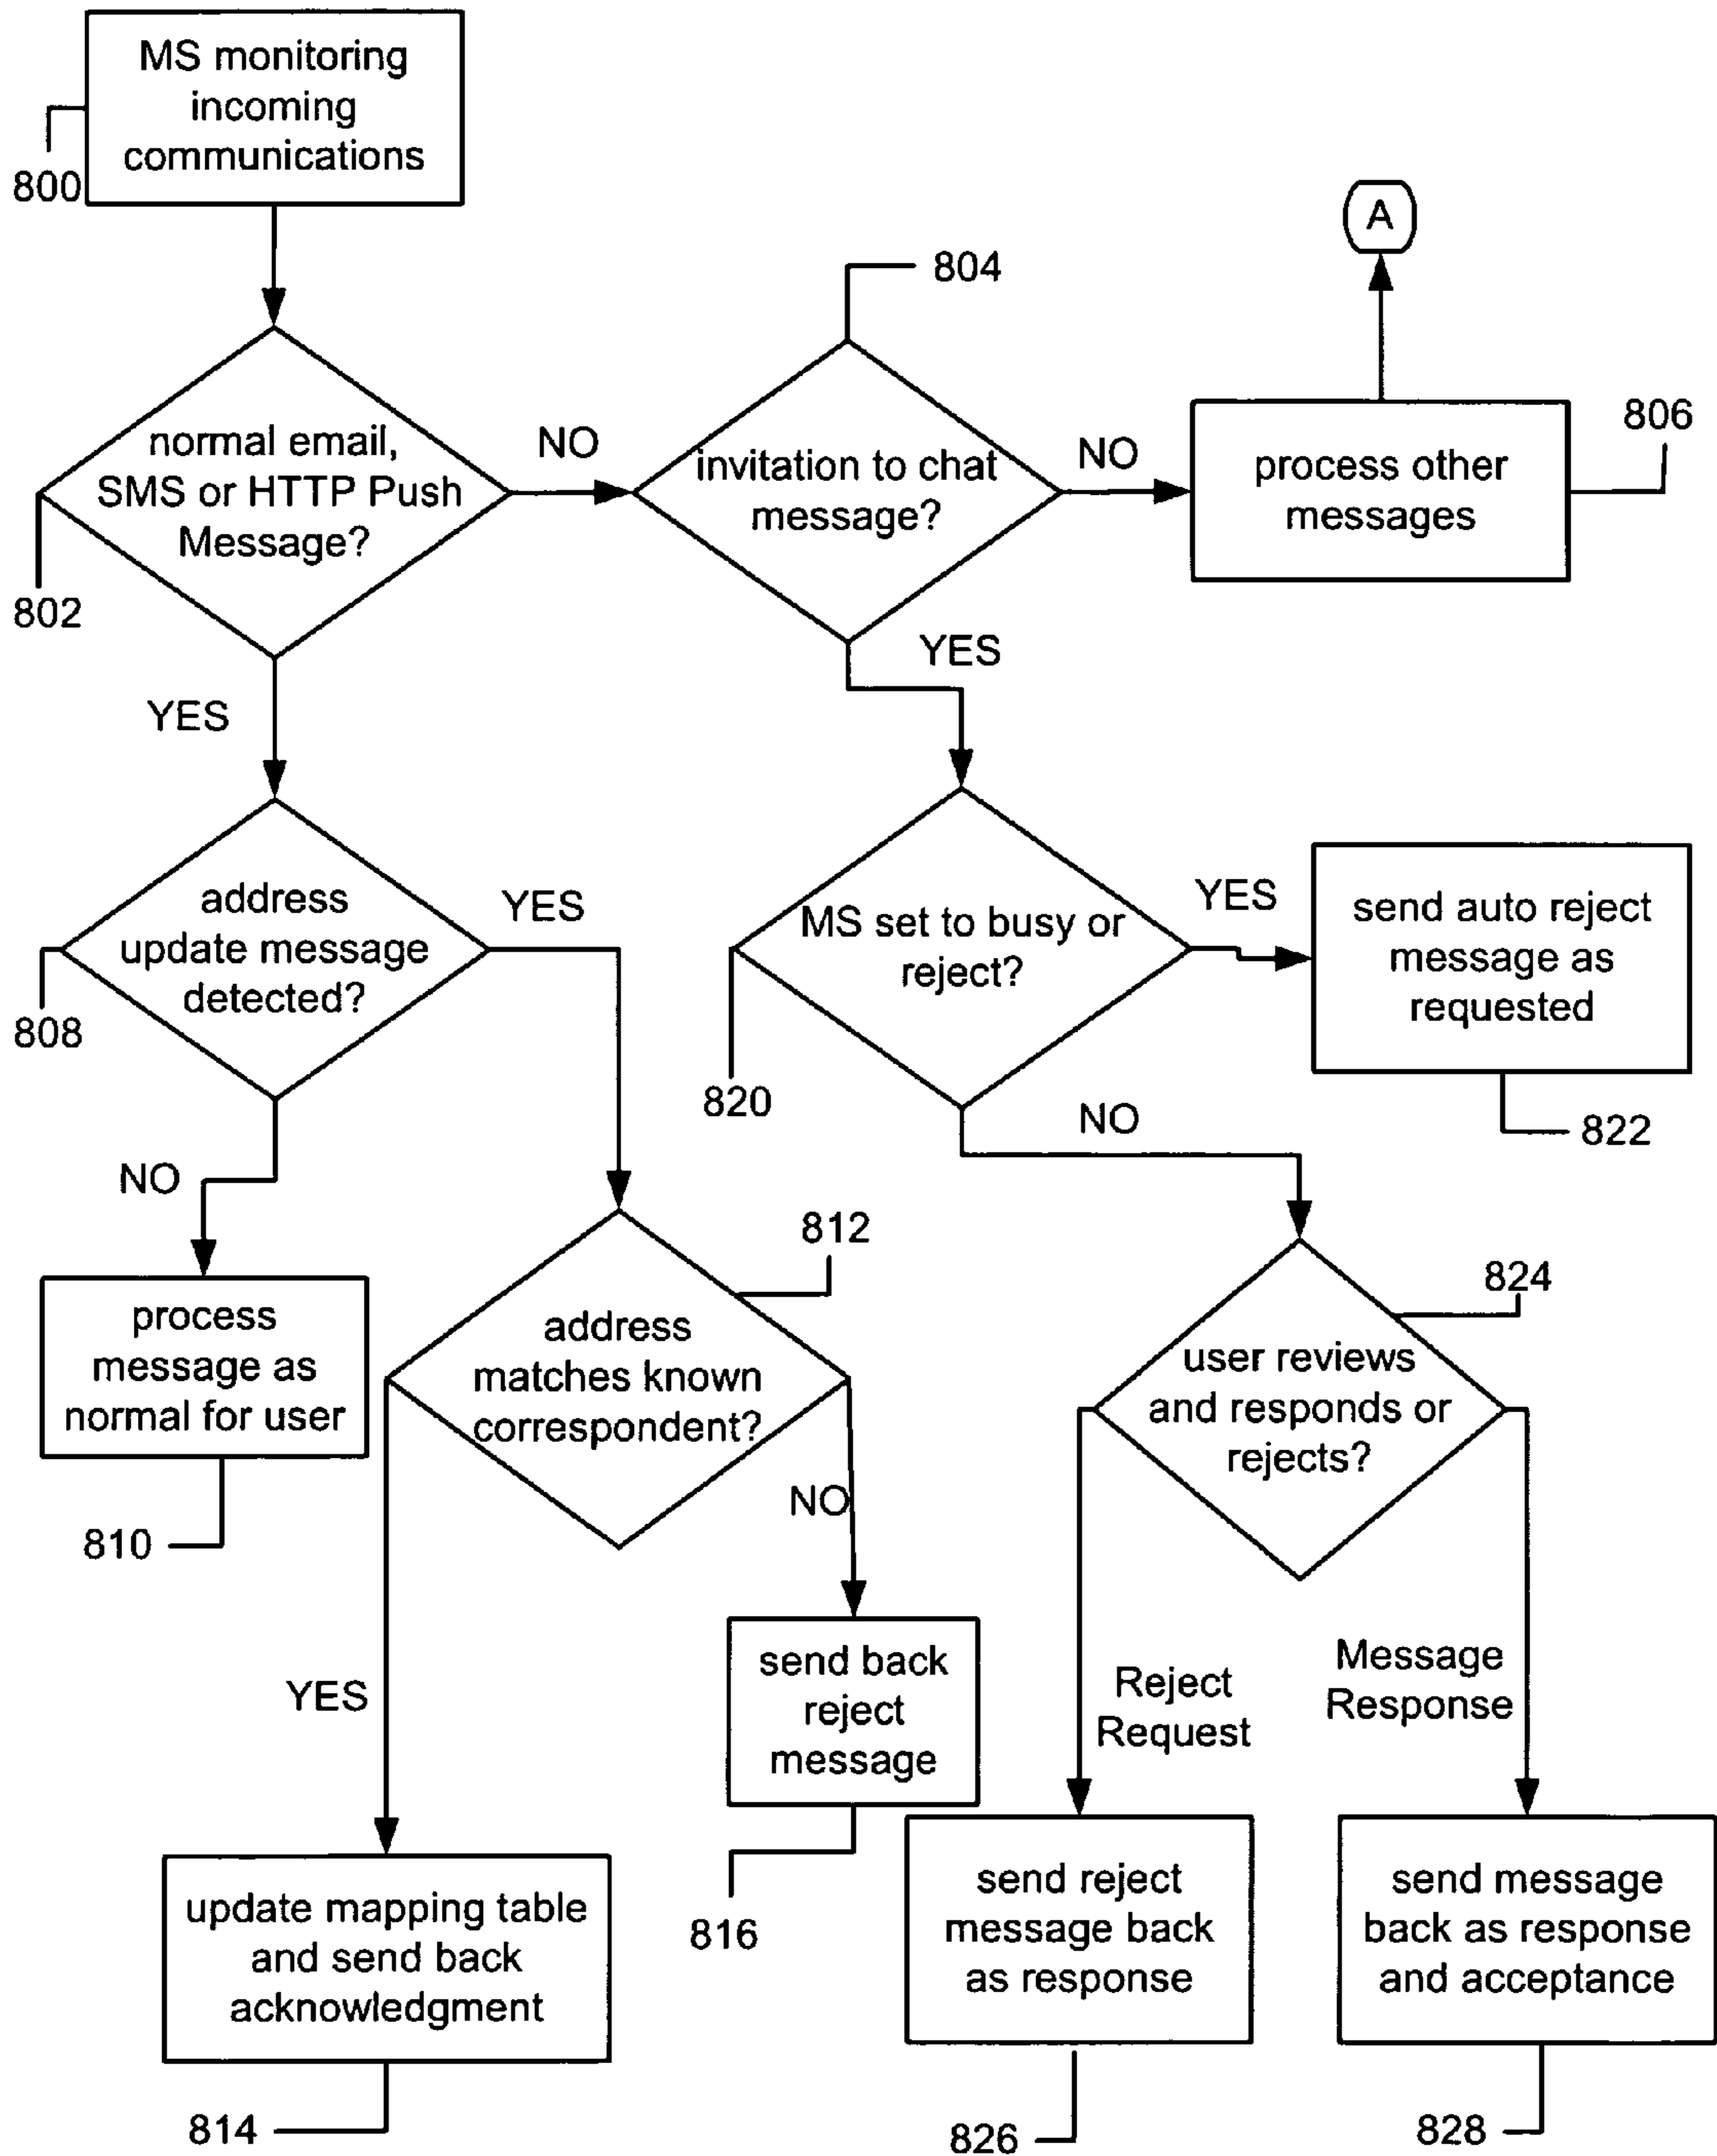 MS monitoring
incoming
communications
800
A
804
normal email,
SMS or HTTP Push
Message?
802
NO
invitation to chat
message?
NO
process other
messages
806
YES
YES
address
update message
detected?
808
YES
MS set to busy or
reject?
820
YES
send auto reject
message as
requested
822
NO
NO
process
message as
normal for user
810
812
address
matches known
correspondent?
824
user reviews
and responds or
rejects?
NO
YES
send back
reject
message
816
Reject
Request
Message
Response
update mapping table
and send back
acknowledgment
814
send reject
message back
as response
826
send message
back as response
and acceptance
828